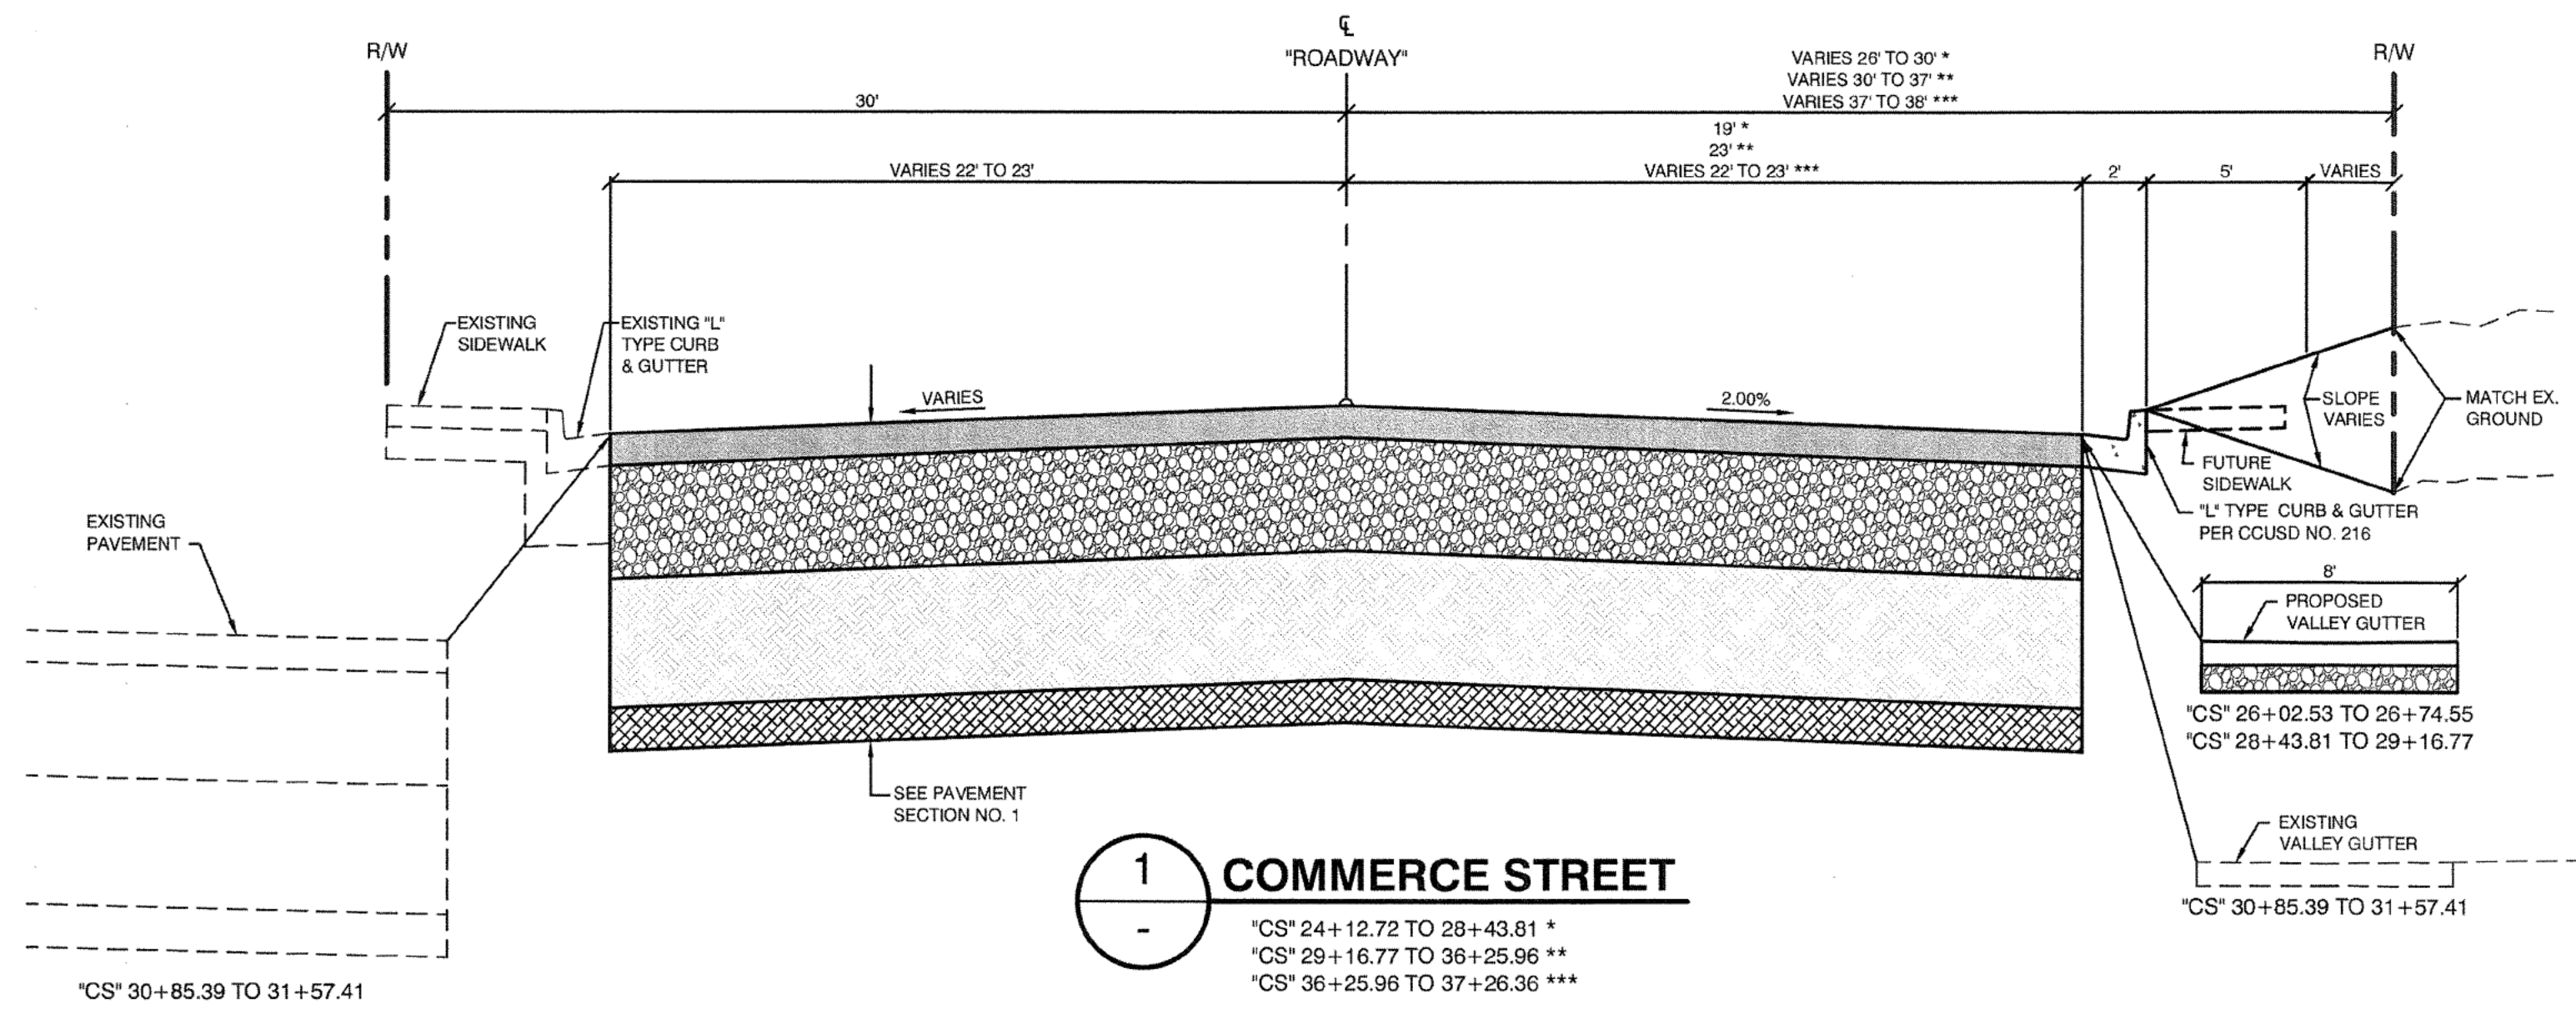 ℄
R/W
"ROADWAY"
R/W
VARIES 26' TO 30' *
VARIES 30' TO 37' **
VARIES 37' TO 38' ***
30'
19' *
23' **
VARIES 22' TO 23'
VARIES 22' TO 23' ***
2'
5'
VARIES
EXISTING
SIDEWALK
EXISTING "L"
TYPE CURB
& GUTTER
VARIES
2.00%
SLOPE
VARIES
MATCH EX.
GROUND
FUTURE
SIDEWALK
"L" TYPE CURB & GUTTER
PER CCUSD NO. 216
EXISTING
PAVEMENT
8'
PROPOSED
VALLEY GUTTER
"CS" 26+02.53 TO 26+74.55
"CS" 28+43.81 TO 29+16.77
SEE PAVEMENT
SECTION NO. 1
EXISTING
VALLEY GUTTER
"CS" 30+85.39 TO 31+57.41
1
-
COMMERCE STREET
"CS" 24+12.72 TO 28+43.81 *
"CS" 29+16.77 TO 36+25.96 **
"CS" 36+25.96 TO 37+26.36 ***
"CS" 30+85.39 TO 31+57.41